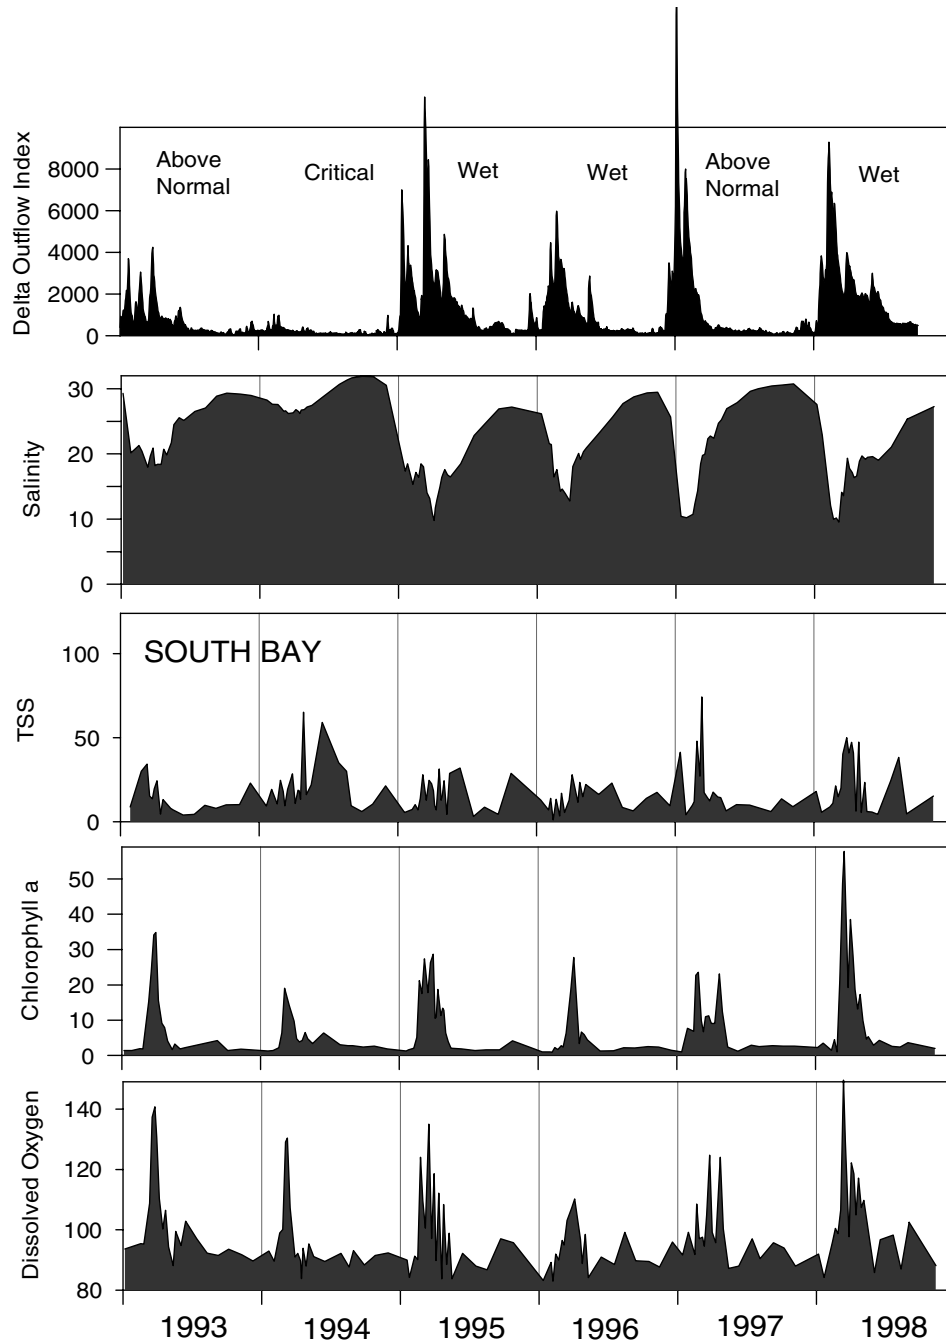 Delta Outflow Index
8000
6000
4000
2000
0
Above
Normal
Critical
Wet
Wet
Above
Normal
Wet
Salinity
30
20
10
0
SOUTH BAY
TSS
100
50
0
Chlorophyll a
50
40
30
20
10
0
Dissolved Oxygen
140
120
100
80
1993
1994
1995
1996
1997
1998